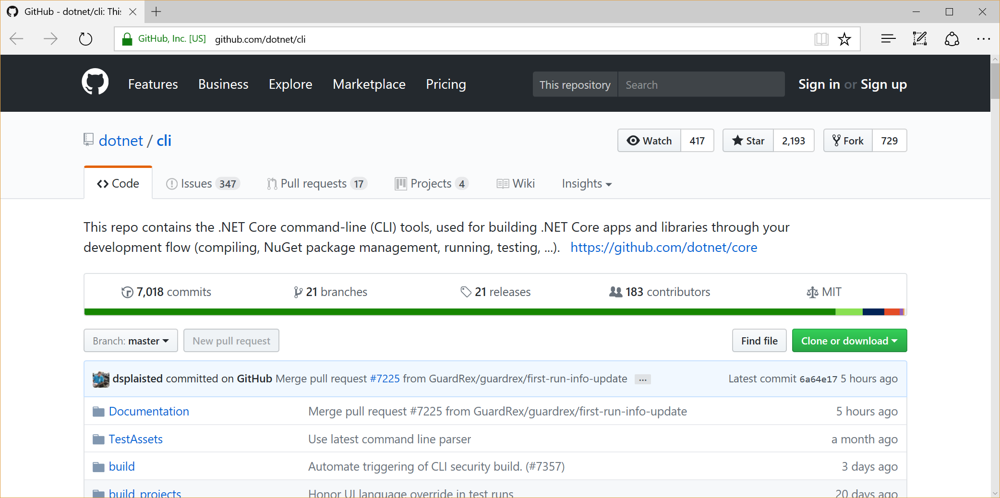 GitHub - dotnet/cli: This
GitHub, Inc. [US] github.com/dotnet/cli
Features Business Explore Marketplace Pricing This repository Search Sign in or Sign up
dotnet / cli Watch 417 Star 2,193 Fork 729
Code Issues 347 Pull requests 17 Projects 4 Wiki Insights
This repo contains the .NET Core command-line (CLI) tools, used for building .NET Core apps and libraries through your
development flow (compiling, NuGet package management, running, testing, ...). https://github.com/dotnet/core
7,018 commits 21 branches 21 releases 183 contributors MIT
Branch: master New pull request Find file Clone or download
dsplaisted committed on GitHub Merge pull request #7225 from GuardRex/guardrex/first-run-info-update ... Latest commit 6a64e17 5 hours ago
Documentation Merge pull request #7225 from GuardRex/guardrex/first-run-info-update 5 hours ago
TestAssets Use latest command line parser a month ago
build Automate triggering of CLI security build. (#7357) 3 days ago
build_projects Honor UI language override in test runs 20 days ago